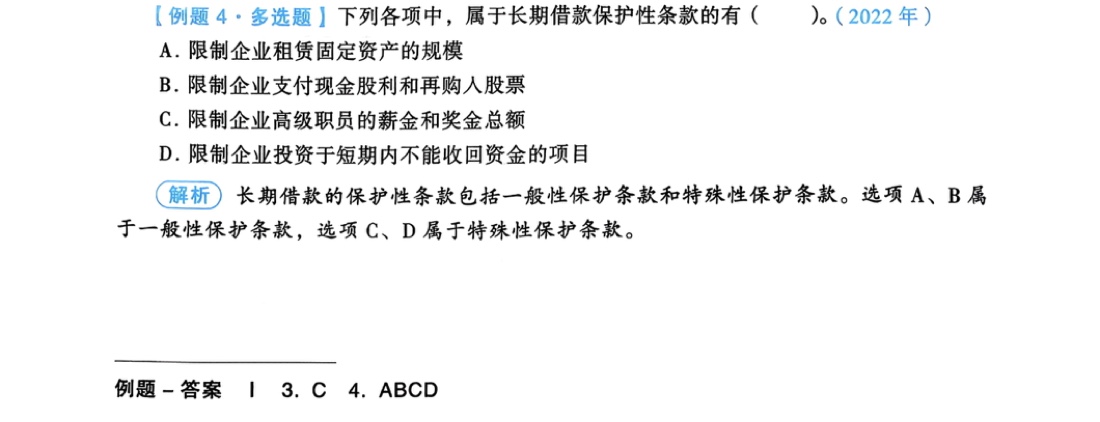 【例题 4·多选题】下列各项中，属于长期借款保护性条款的有（　　）。（2022 年）
A. 限制企业租赁固定资产的规模
B. 限制企业支付现金股利和再购入股票
C. 限制企业高级职员的薪金和奖金总额
D. 限制企业投资于短期内不能收回资金的项目
解析 长期借款的保护性条款包括一般性保护条款和特殊性保护条款。选项 A、B 属
于一般性保护条款，选项 C、D 属于特殊性保护条款。
例题 – 答案 | 3. C 4. ABCD